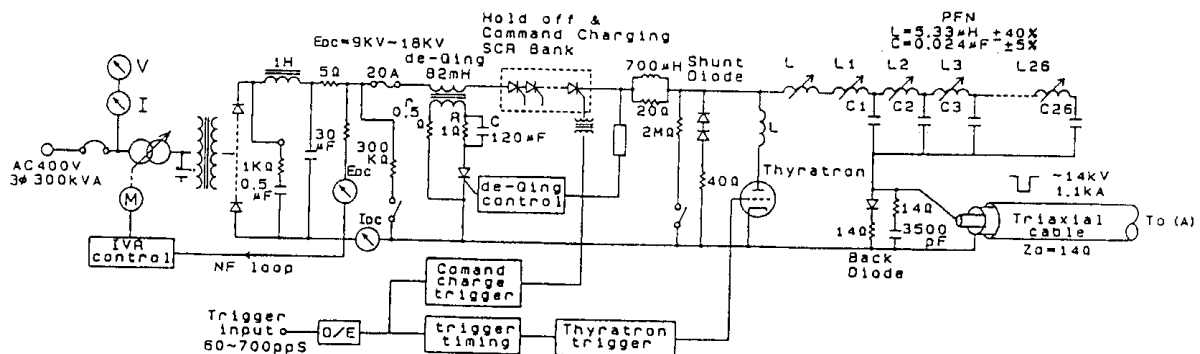 Hold off &
Command Charging
SCR Bank
PFN
L=5.33μH ±40%
C=0.024μF ±5%
EDC=9KV~18KV
de-Qing
82mH
700μH
Shunt
Diode
L
L1
L2
L3
L26
V
I
1H
5Ω
20A
20Ω
2MΩ
C1
C2
C3
C26
r
0.5
Ω
R
1Ω
C
120μF
30
μF
300
KΩ
AC400V
3φ 300kVA
1KΩ
0.5
μF
EDC
de-Qing
control
40Ω
L
Thyratron
~14kV
1.1kA
14Ω
14Ω
3500
pF
Triaxial
cable
Zo=14Ω
To (A)
M
IDC
Back
Diode
IVR
control
NF loop
Comand
charge
trigger
Trigger
input
60~700ppS
O/E
trigger
timing
Thyratron
trigger